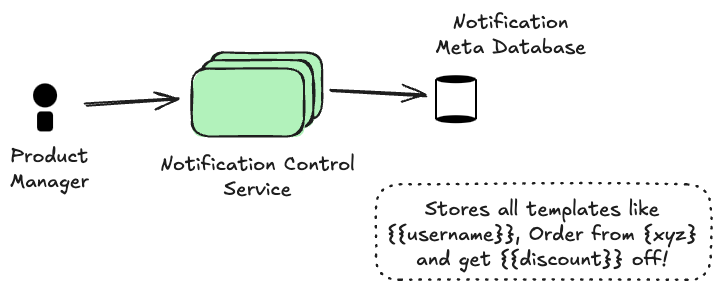 Notification
Meta Database
Product
Manager
Notification Control
Service
Stores all templates like
{{username}}, Order from {xyz}
and get {{discount}} off!